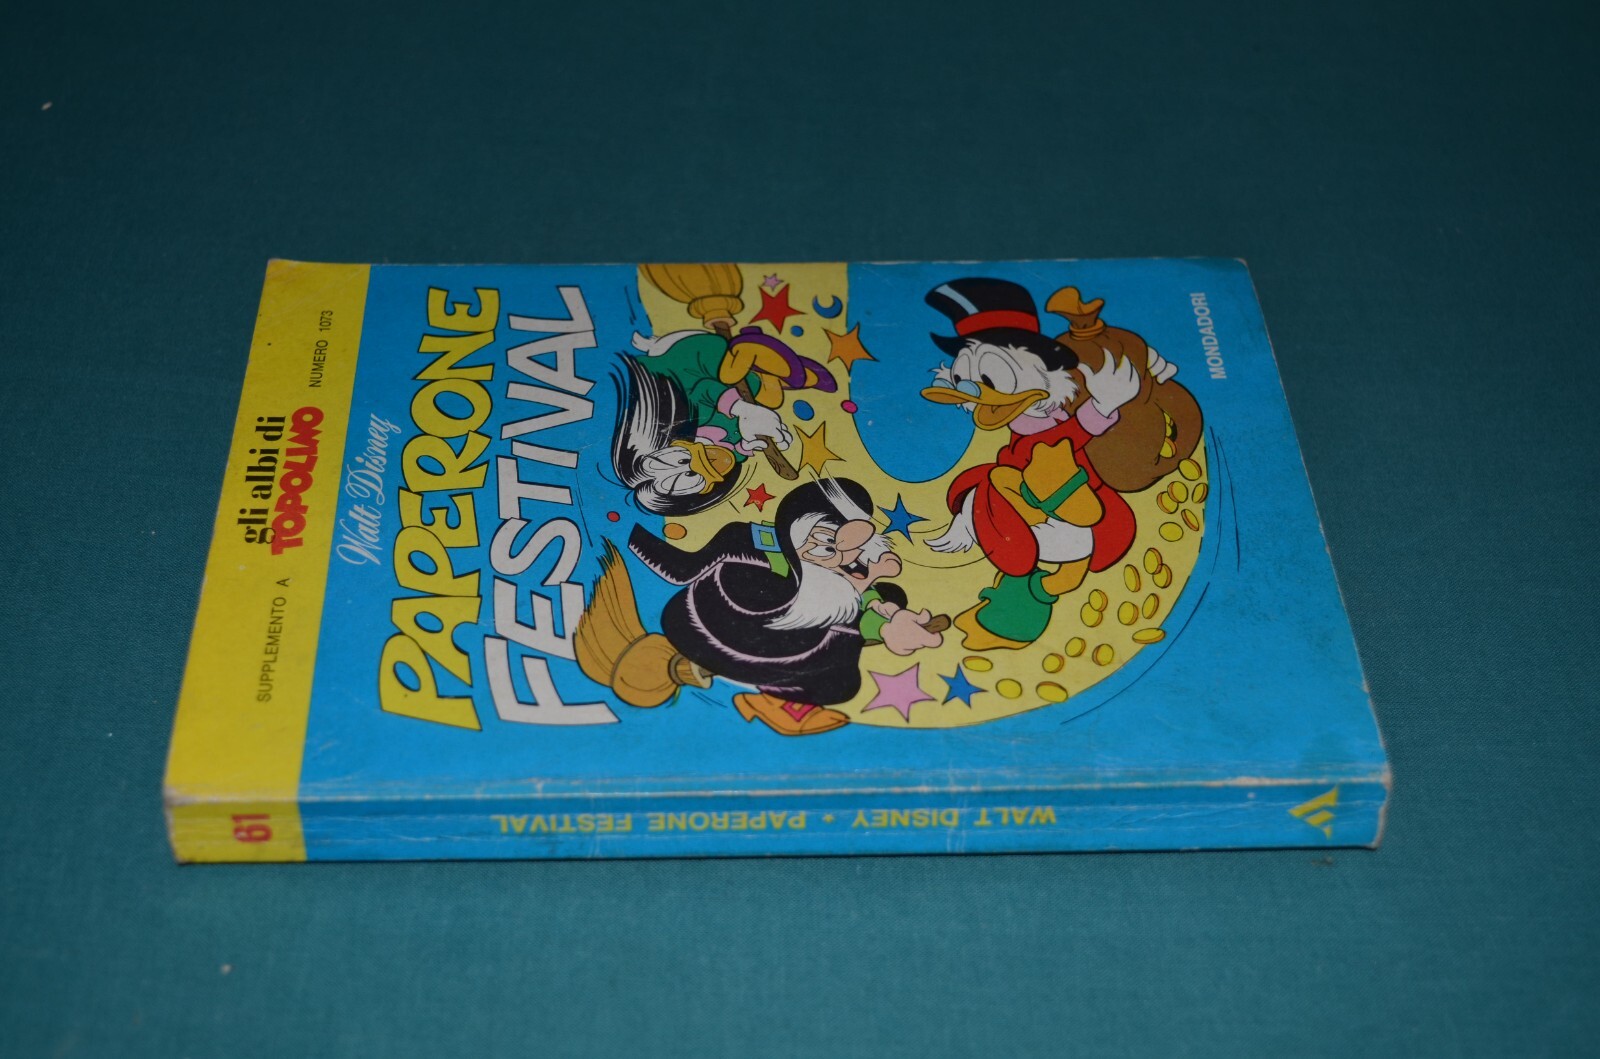 SUPPLEMENTO A
gli albi di
TOPOLINO
NUMERO 1073
Walt Disney
PAPERONE
FESTIVAL
MONDADORI
61
WALT DISNEY * PAPERONE FESTIVAL